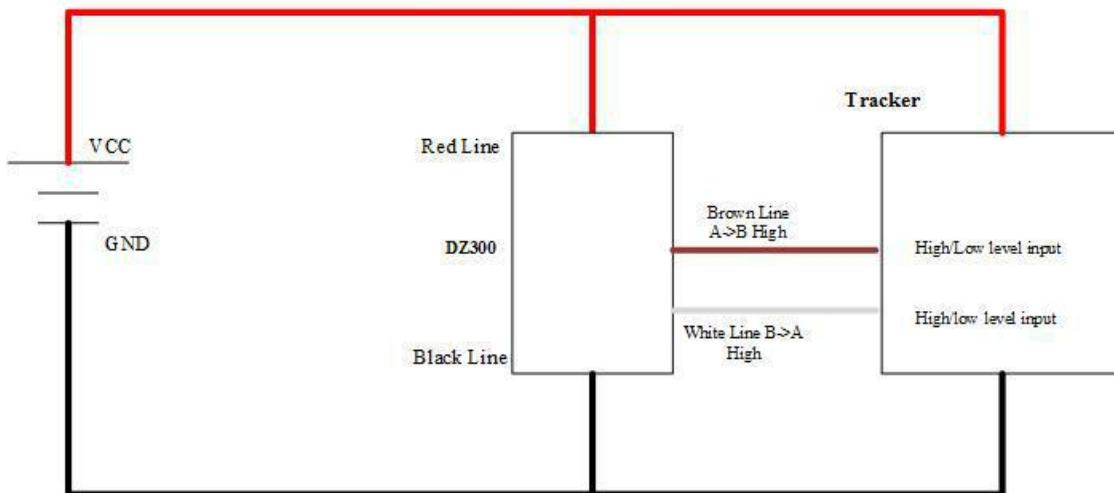 Tracker
VCC
Red Line
Brown Line
A->B High
GND
DZ300
High/Low level input
High/low level input
White Line B->A
High
Black Line